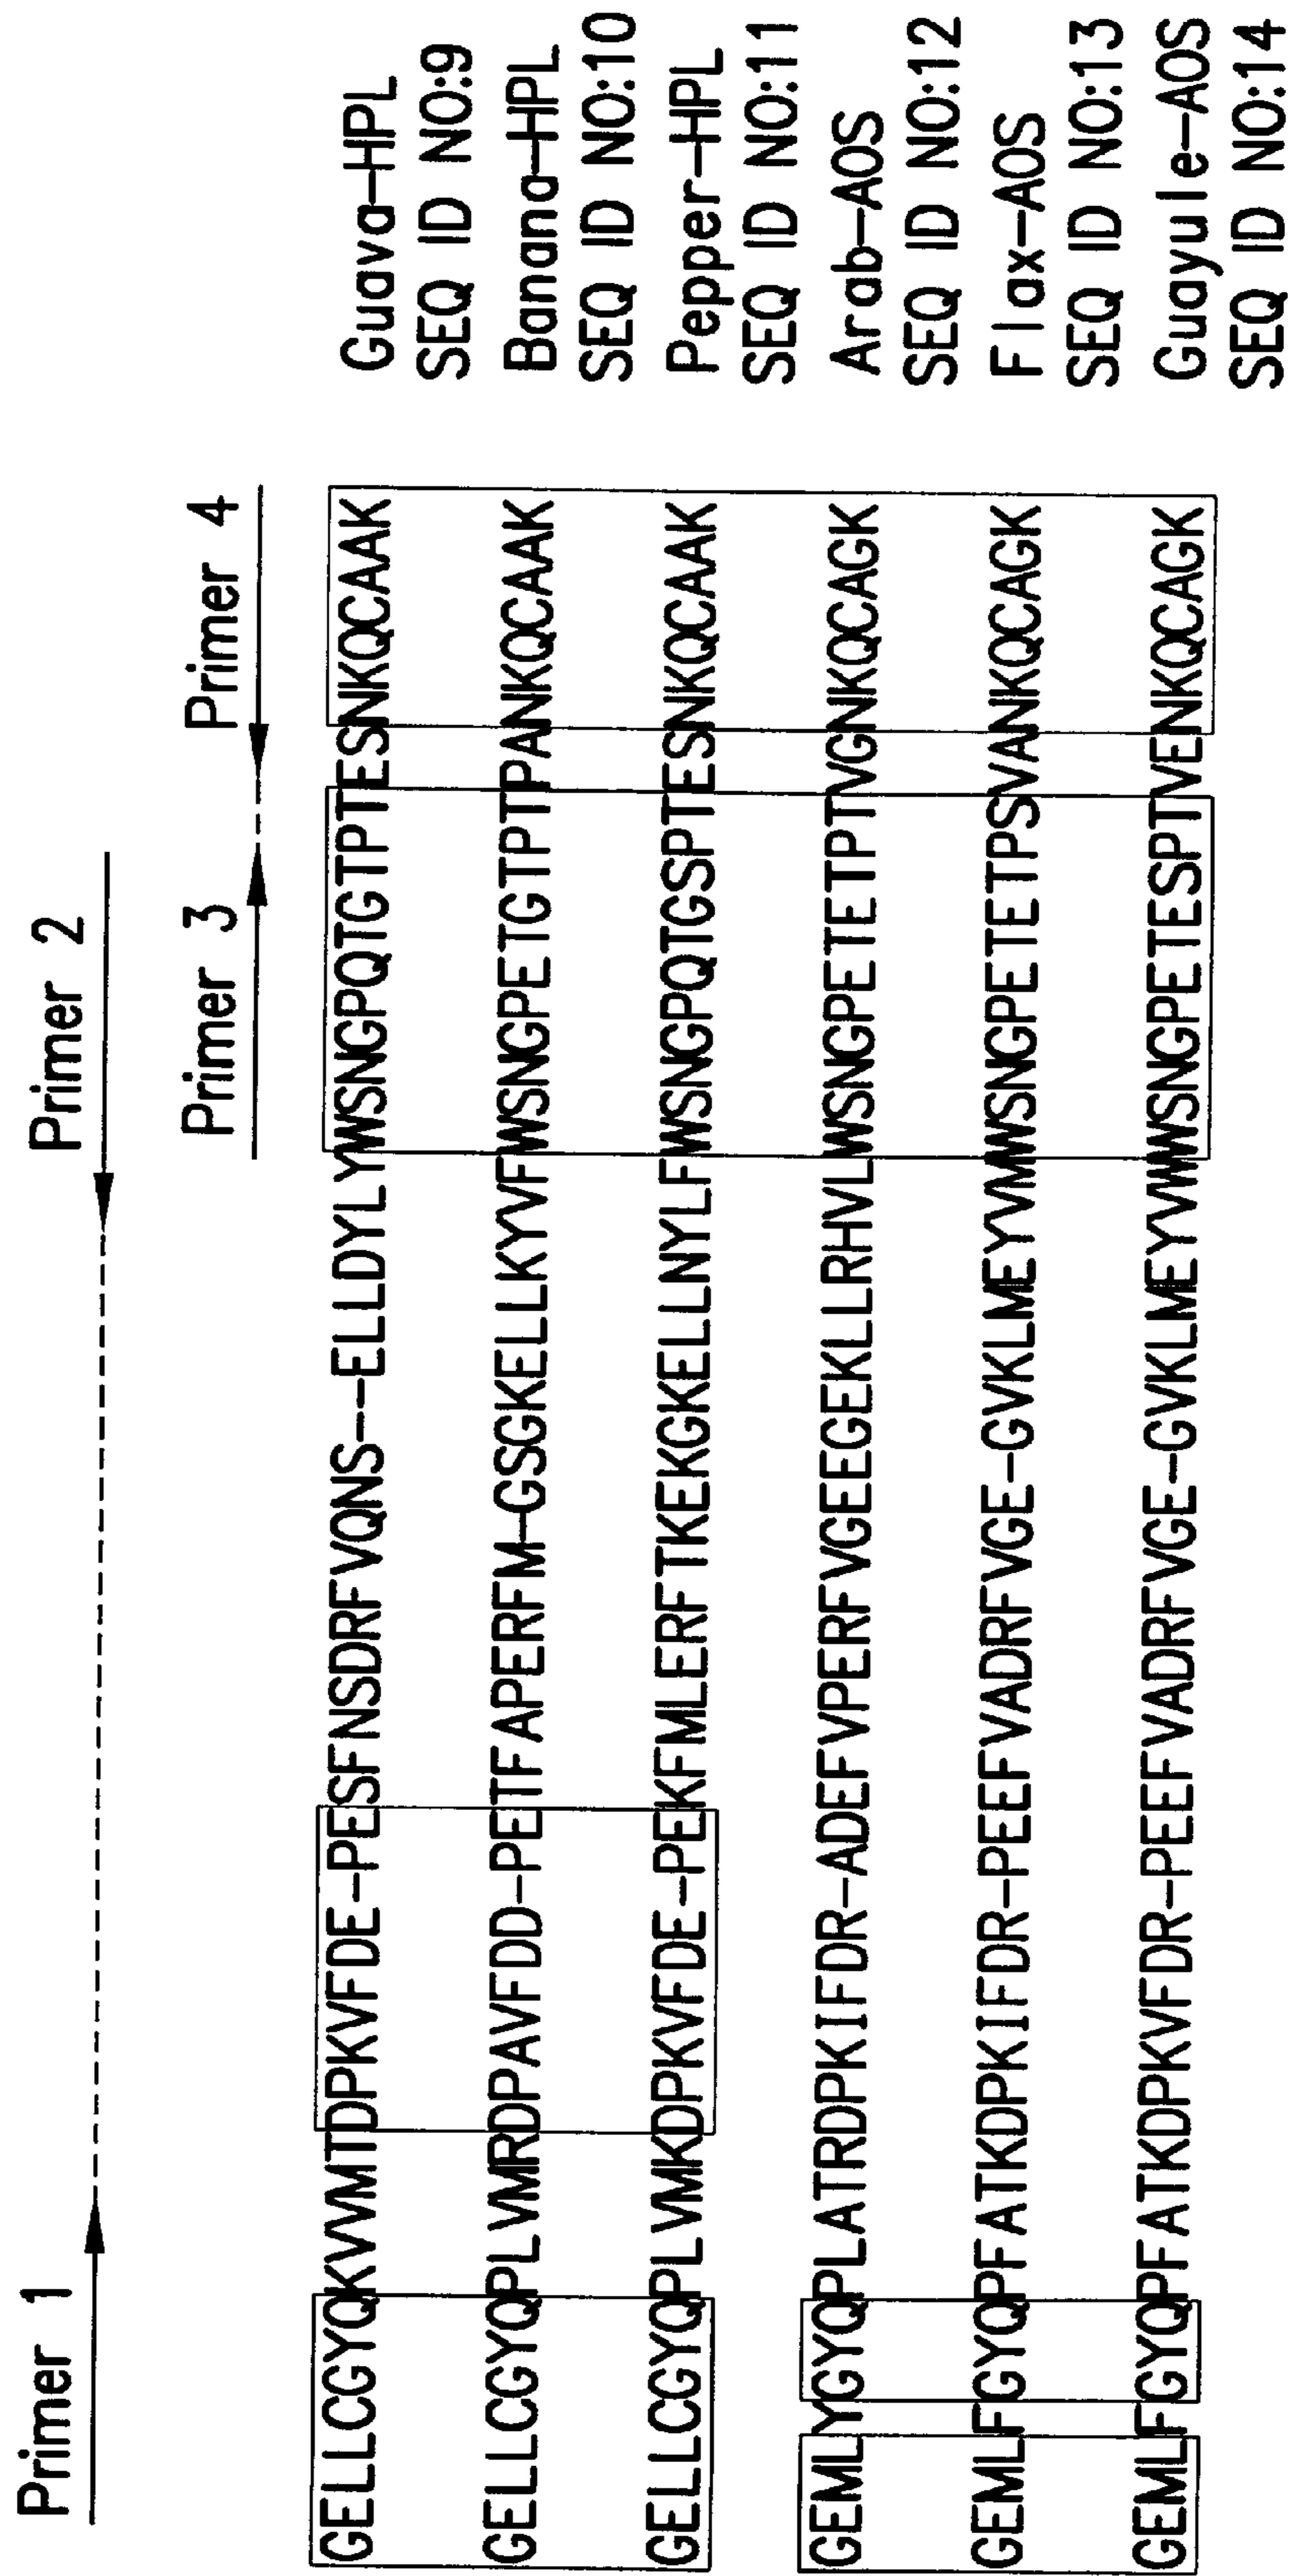 Primer 1
Primer 2
Primer 3
Primer 4
GELLCGYQKVVMTDPKVFDE-PESFNSDRFVQNS--ELLDYLYWSNGPQTGTPTESNKQCAAK Guava-HPL
SEQ ID NO:9
GELLCGYQPLVMRDPAVFDD-PETFAPERFM-GSGKELLKYVFWSNGPETGTPTPANKQCAAK Banana-HPL
SEQ ID NO:10
GELLCGYQPLVMKDPKVFDE-PEKFMLERFTKEKGKELLNYLFWSNGPQTGSPTESNKQCAAK Pepper-HPL
SEQ ID NO:11
GEMLYGYQPLATRDPKIFDR-ADEFVPERFVGEEGEKLLRHVLWSNGPETETPTVGNKQCAGK Arab-AOS
SEQ ID NO:12
GEMLFGYQPFATKDPKIFDR-PEEFVADRFVGE-GVKLMEYVMWSNGPETETPSVANKQCAGK Flax-AOS
SEQ ID NO:13
GEMLFGYQPFATKDPKVFDR-PEEFVADRFVGE-GVKLMEYVWWSNGPETESPTVENKQCAGK Guayule-AOS
SEQ ID NO:14